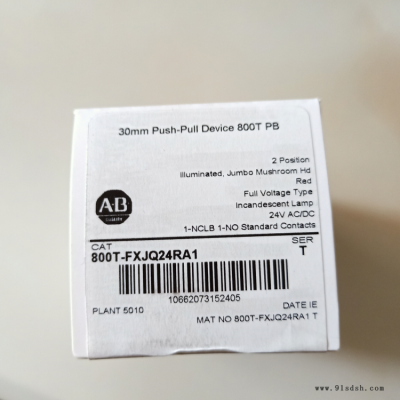 30mm Push-Pull Device 800T PB
2 Position
Illuminated, Jumbo Mushroom Hd
Red
Full Voltage Type
Incandescent Lamp
24V AC/DC
1-NCLB 1-NO Standard Contacts
A-B
QUALITY
CAT
800T-FXJQ24RA1
SER
T
10662073152405
PLANT 5010
DATE IE
MAT NO 800T-FXJQ24RA1 T
www.91sdsh.com